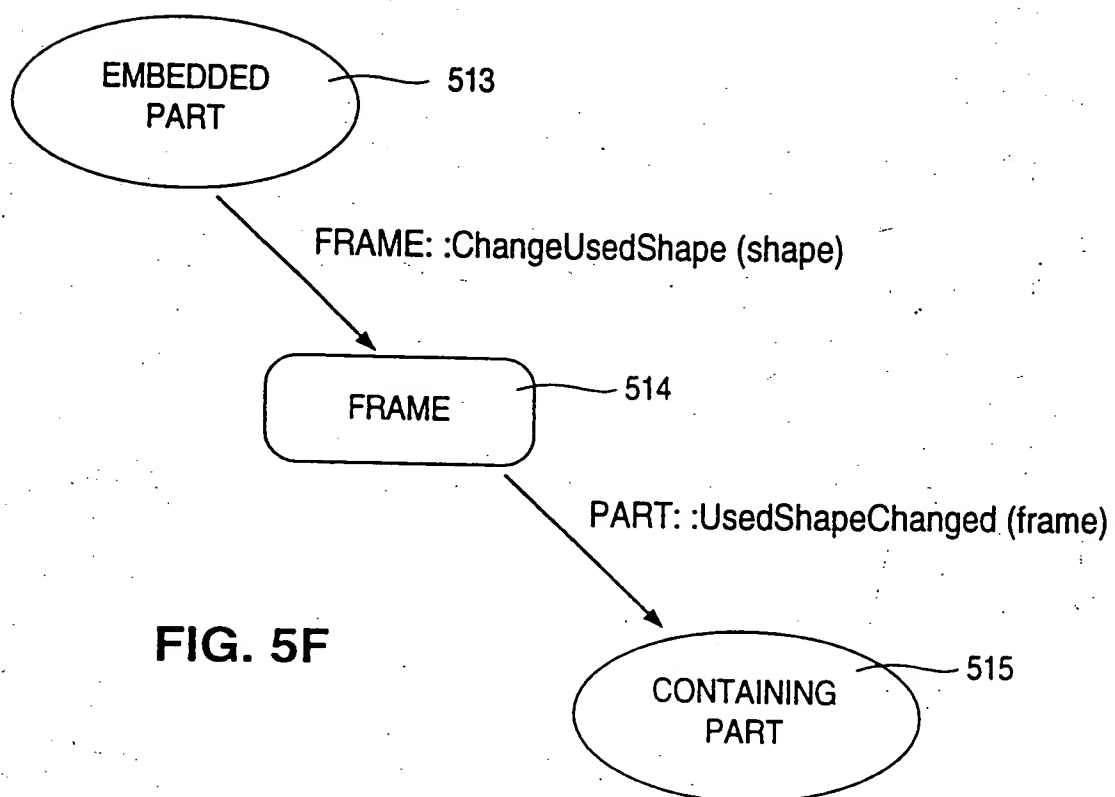 EMBEDDED
PART
513
FRAME: :ChangeUsedShape (shape)
FRAME
514
PART: :UsedShapeChanged (frame)
FIG. 5F
CONTAINING
PART
515